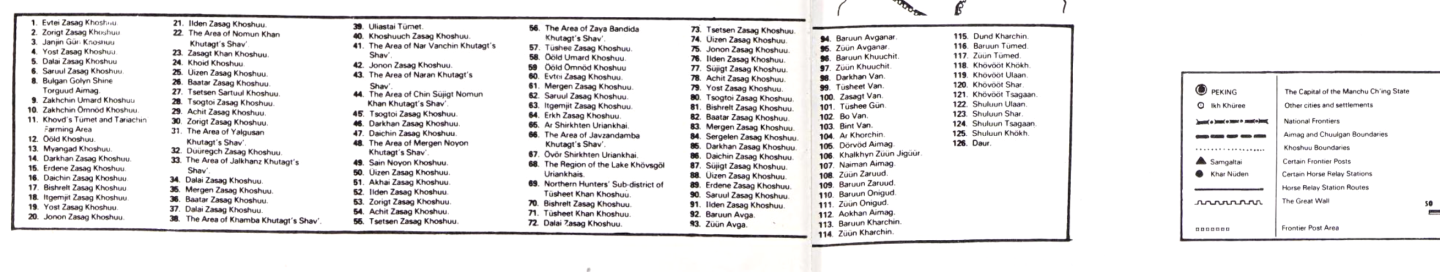 1. Evtei Zasag Khoshuu
2. Zorigt Zasag Khoshuu
3. Janjin Gün Khoshuu
4. Yost Zasag Khoshuu.
5. Dalai Zasag Khoshuu
6. Saruul Zasag Khoshuu.
8. Bulgan Golyn Shine
Torguud Aimag.
9. Zakhchin Umard Khoshuu
10. Zakhchin Ömnöd Khoshuu.
11. Khovd's Tümet and Tariachin
Farming Area
12. Oold Khoshuu.
13. Myangad Khoshuu.
14. Darkhan Zasag Khoshuu.
15. Erdene Zasag Khoshuu.
16. Daichin Zasag Khoshuu.
17. Bishrelt Zasag Khoshuu.
18. Itgemjit Zasag Khoshuu.
19. Yost Zasag Khoshuu.
20. Jonon Zasag Khoshuu.
21. Ilden Zasag Khoshuu.
22. The Area of Nomun Khan
Khutagt's Shav'
23. Zasagt Khan Khoshuu.
24. Khoid Khoshuu.
25. Uizen Zasag Khoshuu.
26. Baatar Zasag Khoshuu.
27. Tsetsen Sartuul Khoshuu.
28. Tsogtoi Zasag Khoshuu.
29. Achit Zasag Khoshuu.
30. Zorigt Zasag Khoshuu.
31. The Area of Yalgusan
Khutagt's Shav'.
32. Düüregch Zasag Khoshuu.
33. The Area of Jalkhanz Khutagt's
Shav'.
34. Dalai Zasag Khoshuu.
35. Mergen Zasag Khoshuu.
36. Baatar Zasag Khoshuu.
37. Dalai Zasag Khoshuu.
38. The Area of Khamba Khutagt's Shav'.
39. Uliastai Tümet.
40. Khoshuuch Zasag Khoshuu.
41. The Area of Nar Vanchin Khutagt's
Shav'.
42. Jonon Zasag Khoshuu.
43. The Area of Naran Khutagt's
Shav'.
44. The Area of Chin Süjigt Nomun
Khan Khutagt's Shav'.
45. Tsogtoi Zasag Khoshuu.
46. Darkhan Zasag Khoshuu.
47. Daichin Zasag Khoshuu.
48. The Area of Mergen Noyon
Khutagt's Shav'.
49. Sain Noyon Khoshuu.
50. Uizen Zasag Khoshuu.
51. Akhai Zasag Khoshuu.
52. Ilden Zasag Khoshuu.
53. Zorigt Zasag Khoshuu.
54. Achit Zasag Khoshuu.
55. Tsetsen Zasag Khoshuu.
56. The Area of Zaya Bandida
Khutagt's Shav'.
57. Tüshee Zasag Khoshuu.
58. Öold Umard Khoshuu.
59. Oold Ömnöd Khoshuu
60. Evtei Zasag Khoshuu.
61. Mergen Zasag Khoshuu.
62. Saruul Zasag Khoshuu.
63. Itgemjit Zasag Khoshuu.
64. Erkh Zasag Khoshuu.
65. Ar Shirkhten Uriankhai.
66. The Area of Javzandamba
Khutagt's Shav'.
67. Övör Shirkhten Uriankhai.
68. The Region of the Lake Khövsgöl
Uriankhais.
69. Northern Hunters' Sub-district of
Tüsheet Khan Khoshuu
70. Bishrelt Zasag Khoshuu.
71. Tüsheet Khan Khoshuu.
72. Dalai Zasag Khoshuu.
73. Tsetsen Zasag Khoshuu.
74. Uizen Zasag Khoshuu.
75. Jonon Zasag Khoshuu.
76. Ilden Zasag Khoshuu.
77. Süjigt Zasag Khoshuu.
78. Achit Zasag Khoshuu.
79. Yost Zasag Khoshuu.
80. Tsogtoi Zasag Khoshuu.
81. Bishrelt Zasag Khoshuu.
82. Baatar Zasag Khoshuu.
83. Mergen Zasag Khoshuu.
84. Sergelen Zasag Khoshuu.
85. Darkhan Zasag Khoshuu.
86. Daichin Zasag Khoshuu.
87. Süjigt Zasag Khoshuu.
88. Uizen Zasag Khoshuu.
89. Erdene Zasag Khoshuu.
90. Saruul Zasag Khoshuu.
91. Ilden Zasag Khoshuu.
92. Baruun Avga.
93. Züün Avga.
94. Baruun Avganar.
95. Züün Avganar.
96. Baruun Khuuchit.
97. Züün Khuuchit.
98. Darkhan Van.
99. Tüsheet Van.
100. Zasagt Van.
101. Tüshee Gün.
102. Bo Van.
103. Bint Van.
104. Ar Khorchin.
105. Dörvöd Aimag.
106. Khalkhyn Züün Jigüür.
107. Naiman Aimag.
108. Züün Zaruud.
109. Baruun Zaruud.
110. Baruun Onigud.
111. Züün Onigud.
112. Aokhan Aimag.
113. Baruun Kharchin.
114. Züün Kharchin.
115. Dund Kharchin.
116. Baruun Tümed.
117. Züün Tümed.
118. Khövööt Khökh.
119. Khövööt Ulaan.
120. Khövööt Shar.
121. Khövööt Tsagaan.
122. Shuluun Ulaan.
123. Shuluun Shar.
124. Shuluun Tsagaan.
125. Shuluun Khökh.
126. Daur.
PEKING The Capital of the Manchu Ch'ing State
Ikh Khüree Other cities and settlements
National Frontiers
Aimag and Chuulgan Boundaries
Khoshuu Boundaries
Samgaltai Certain Frontier Posts
Khar Nüden Certain Horse Relay Stations
Horse Relay Station Routes
The Great Wall
Frontier Post Area
50